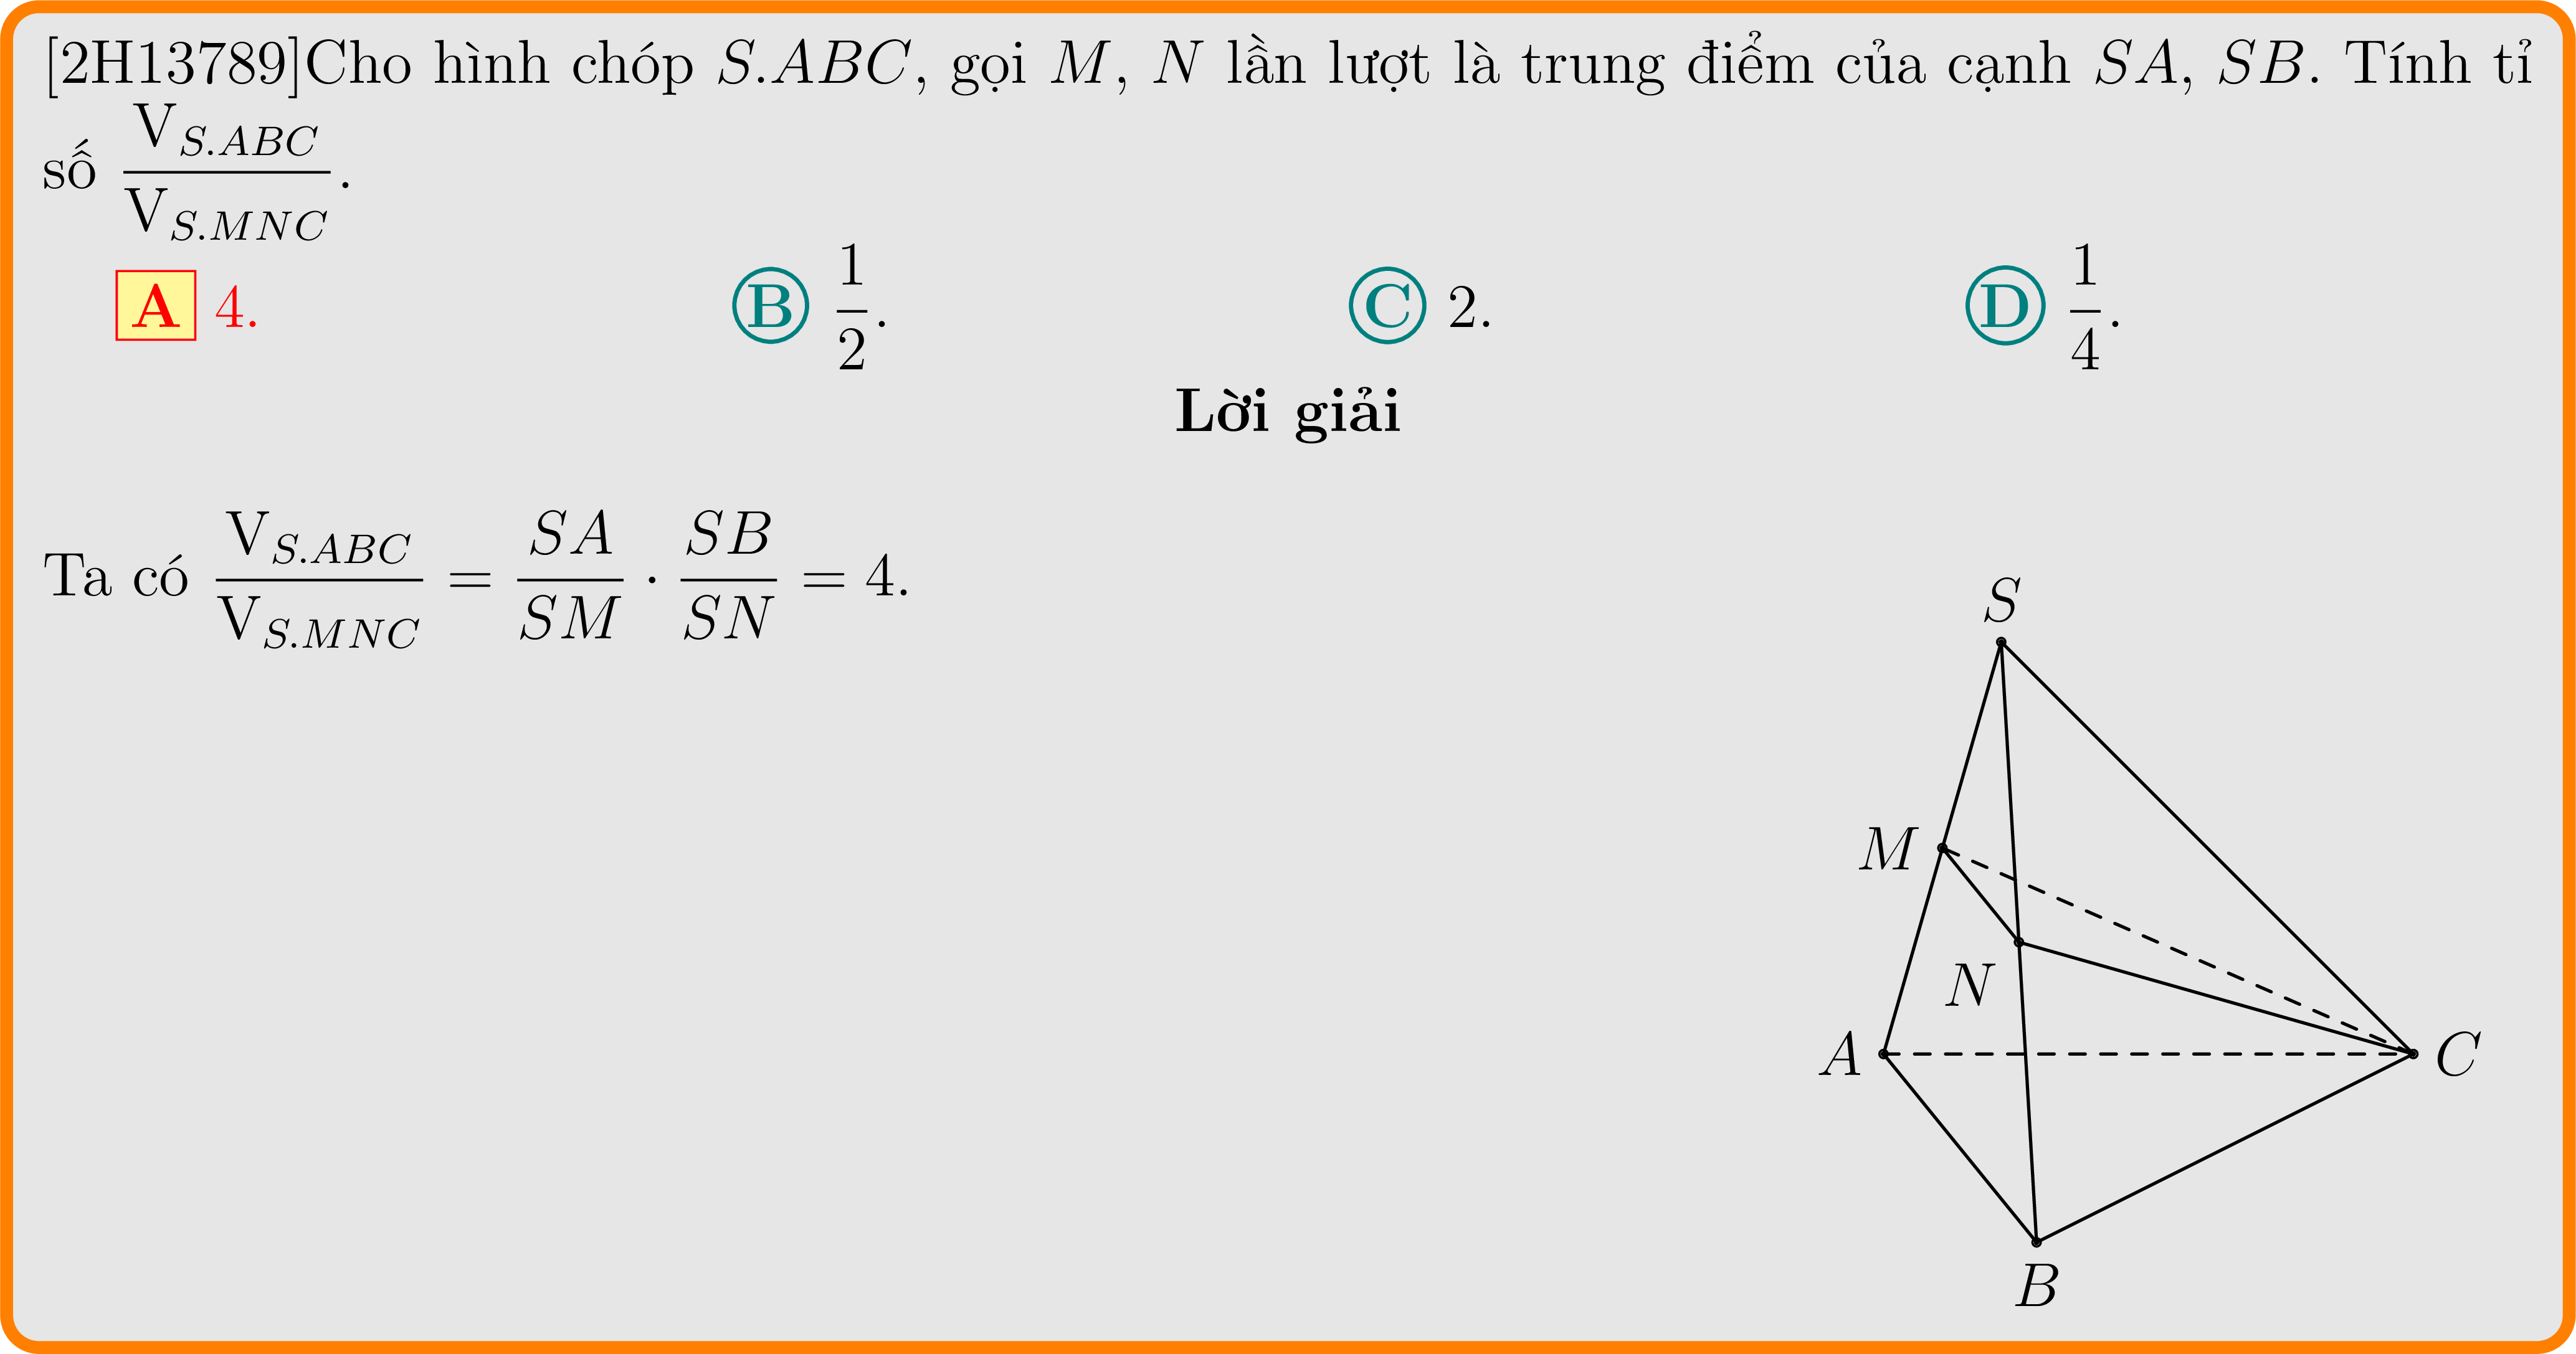 [2H13789]Cho hình chóp S.ABC, gọi M, N lần lượt là trung điểm của cạnh SA, SB. Tính tỉ
số \frac{V_{S.ABC}}{V_{S.MNC}}.
A 4. B \frac{1}{2}. C 2. D \frac{1}{4}.
Lời giải
Ta có \frac{V_{S.ABC}}{V_{S.MNC}} = \frac{SA}{SM} · \frac{SB}{SN} = 4.
S
M
N
A
C
B